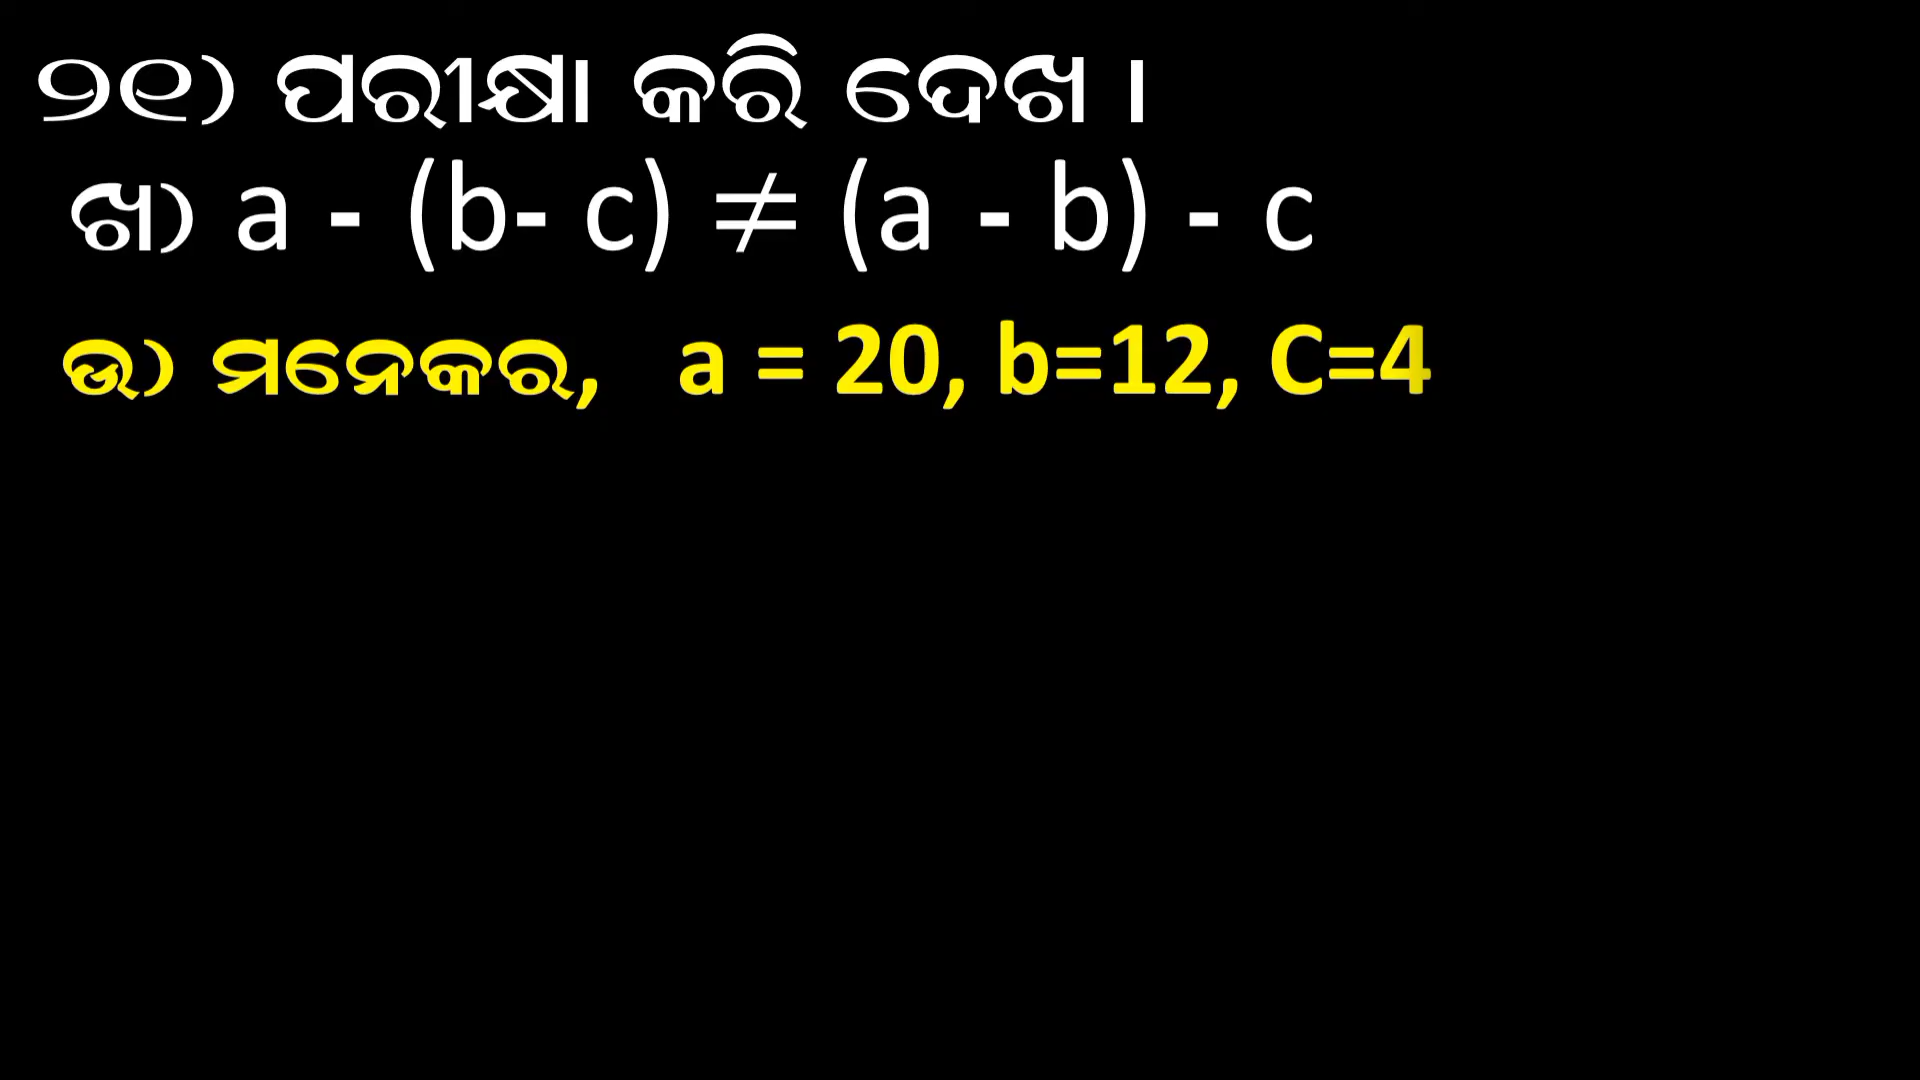 ୨୧) ପରୀକ୍ଷା କରି ଦେଖ ।
ଖ) a - (b- c) ≠ (a - b) - c
ଉ) ମନେକର, a = 20, b=12, C=4